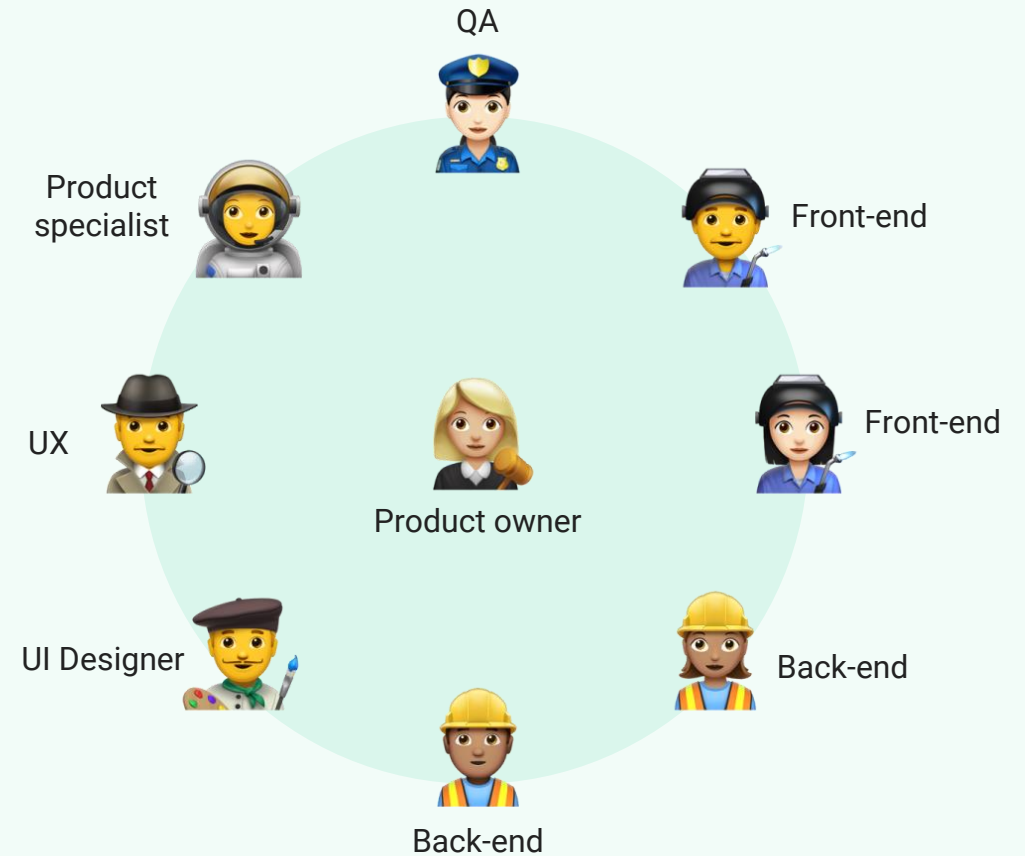 QA
Product
specialist
Front-end
UX
Front-end
Product owner
UI Designer
Back-end
Back-end